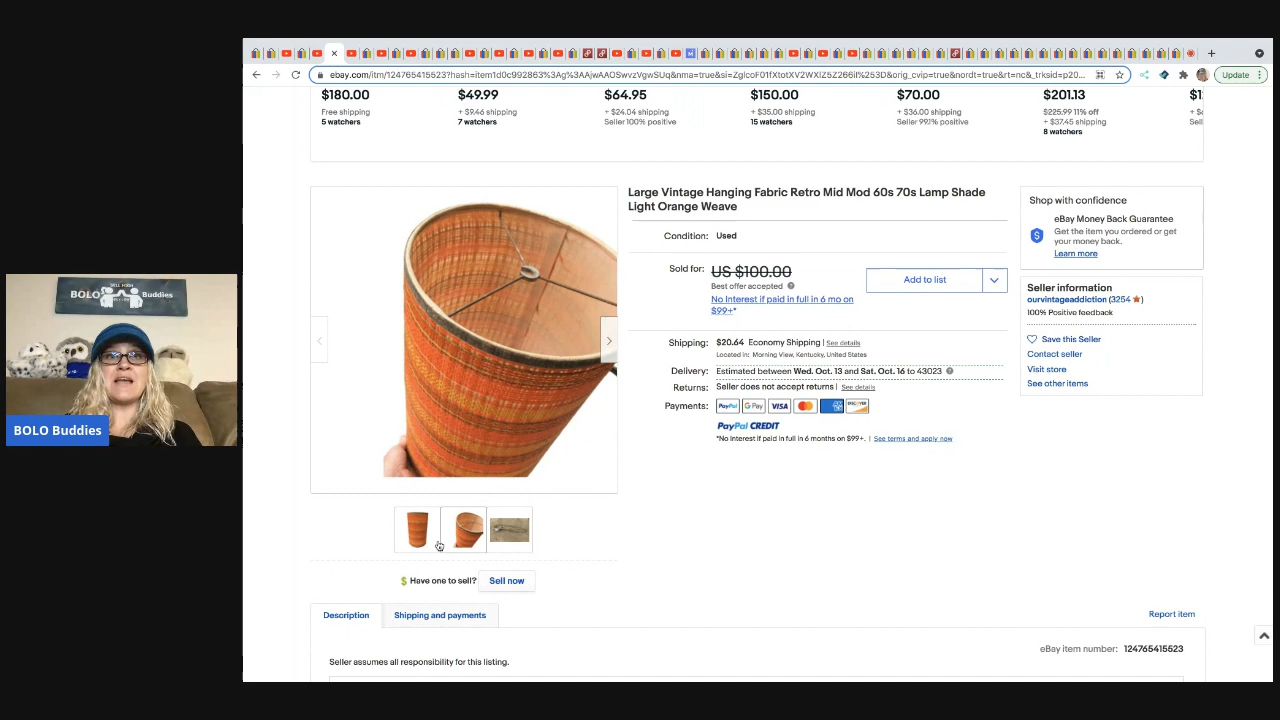 ebay.com/itm/124765415523?hash=item1d0c992863%3Ag%3AAjwAAOSwvzVgwSUq&nma=true&si=ZglcoF01fXtotXV2WXlZ5Z266iI%253D&orig_cvip=true&nordt=true&rt=nc&_trksid=p20...
Update
$180.00
$49.99
$64.95
$150.00
$70.00
$201.13
Free shipping
+ $9.46 shipping
+ $24.04 shipping
+ $35.00 shipping
+ $36.00 shipping
$225.99 11% off
5 watchers
7 watchers
Seller 100% positive
15 watchers
Seller 99.1% positive
+ $37.45 shipping
Sell
8 watchers
Large Vintage Hanging Fabric Retro Mid Mod 60s 70s Lamp Shade
Light Orange Weave
Condition: Used
Sold for: US $100.00
Best offer accepted
No Interest if paid in full in 6 mo on
$99+*
Add to list
Shipping: $20.64 Economy Shipping | See details
Located in: Morning View, Kentucky, United States
Delivery: Estimated between Wed. Oct. 13 and Sat. Oct. 16 to 43023
Returns: Seller does not accept returns | See details
Payments: PayPal G Pay VISA DISCOVER
PayPal CREDIT
*No Interest if paid in full in 6 months on $99+. | See terms and apply now
Shop with confidence
eBay Money Back Guarantee
Get the item you ordered or get
your money back.
Learn more
Seller information
ourvintageaddiction (3254)
100% Positive feedback
Save this Seller
Contact seller
Visit store
See other items
BOLO Buddies
BOLO Buddies
Have one to sell? Sell now
Description
Shipping and payments
Report item
eBay item number: 124765415523
Seller assumes all responsibility for this listing.